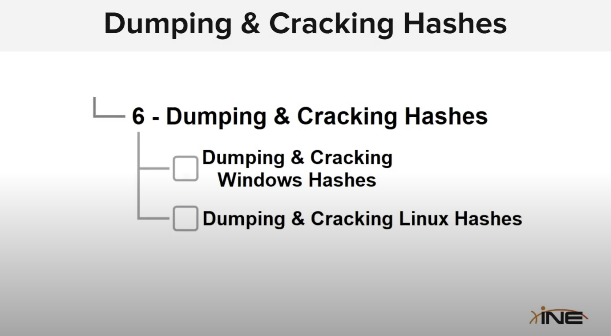 Dumping & Cracking Hashes
6 - Dumping & Cracking Hashes
Dumping & Cracking
Windows Hashes
Dumping & Cracking Linux Hashes
INE